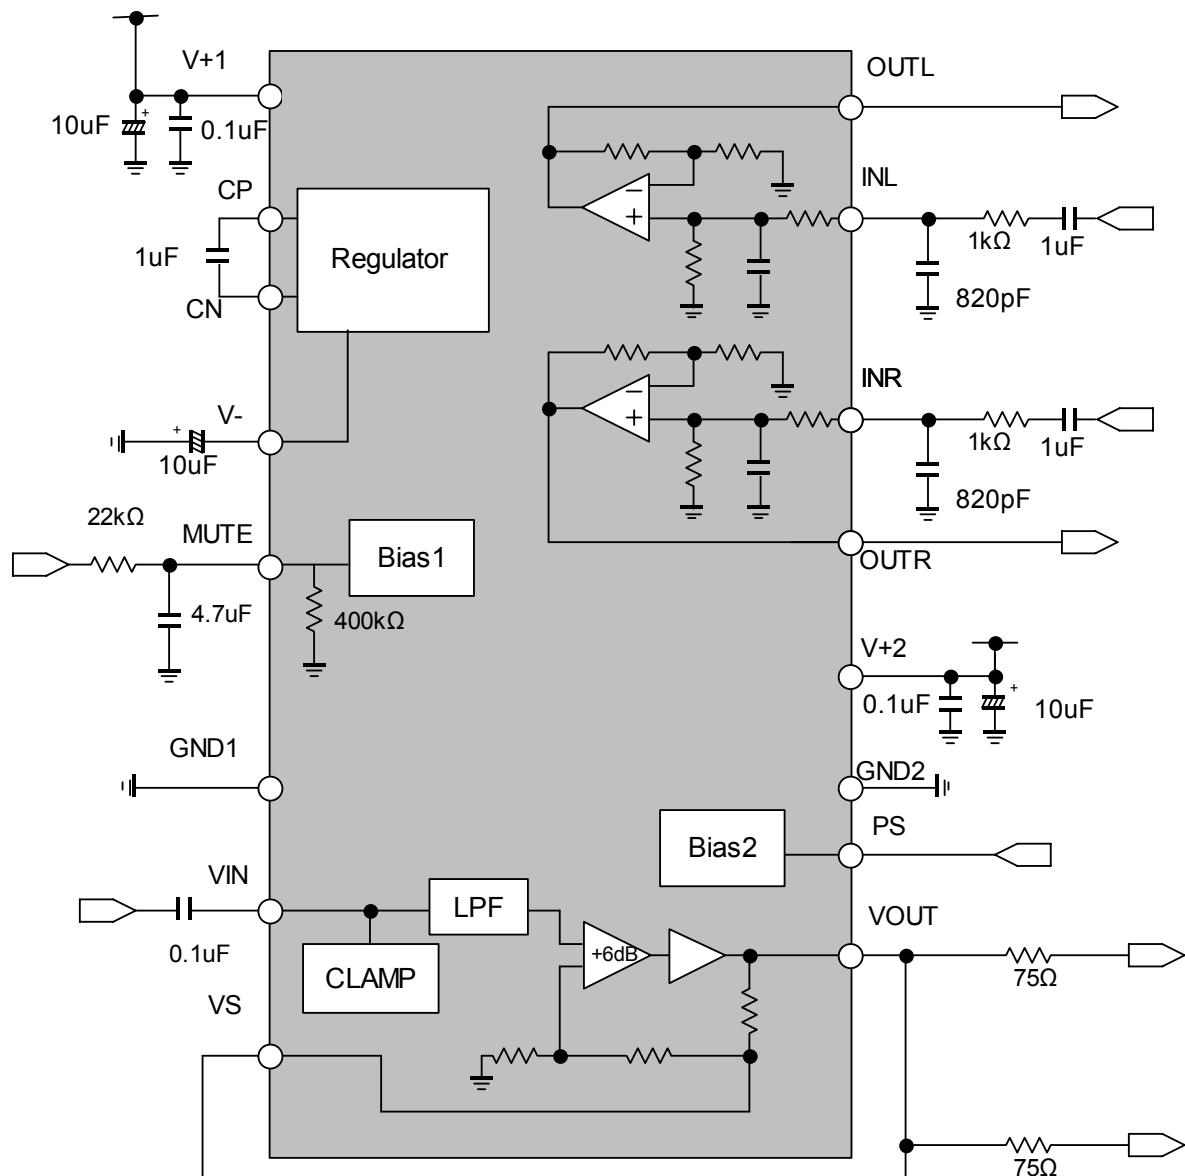 V+1
OUTL
10uF
+
0.1uF
CP
INL
1uF
Regulator
−
+
1kΩ
1uF
CN
820pF
INR
V-
−
+
+
10uF
1kΩ
1uF
22kΩ
MUTE
820pF
Bias1
OUTR
4.7uF
400kΩ
V+2
0.1uF
+
10uF
GND1
GND2
PS
Bias2
VIN
LPF
VOUT
0.1uF
+6dB
CLAMP
75Ω
VS
75Ω